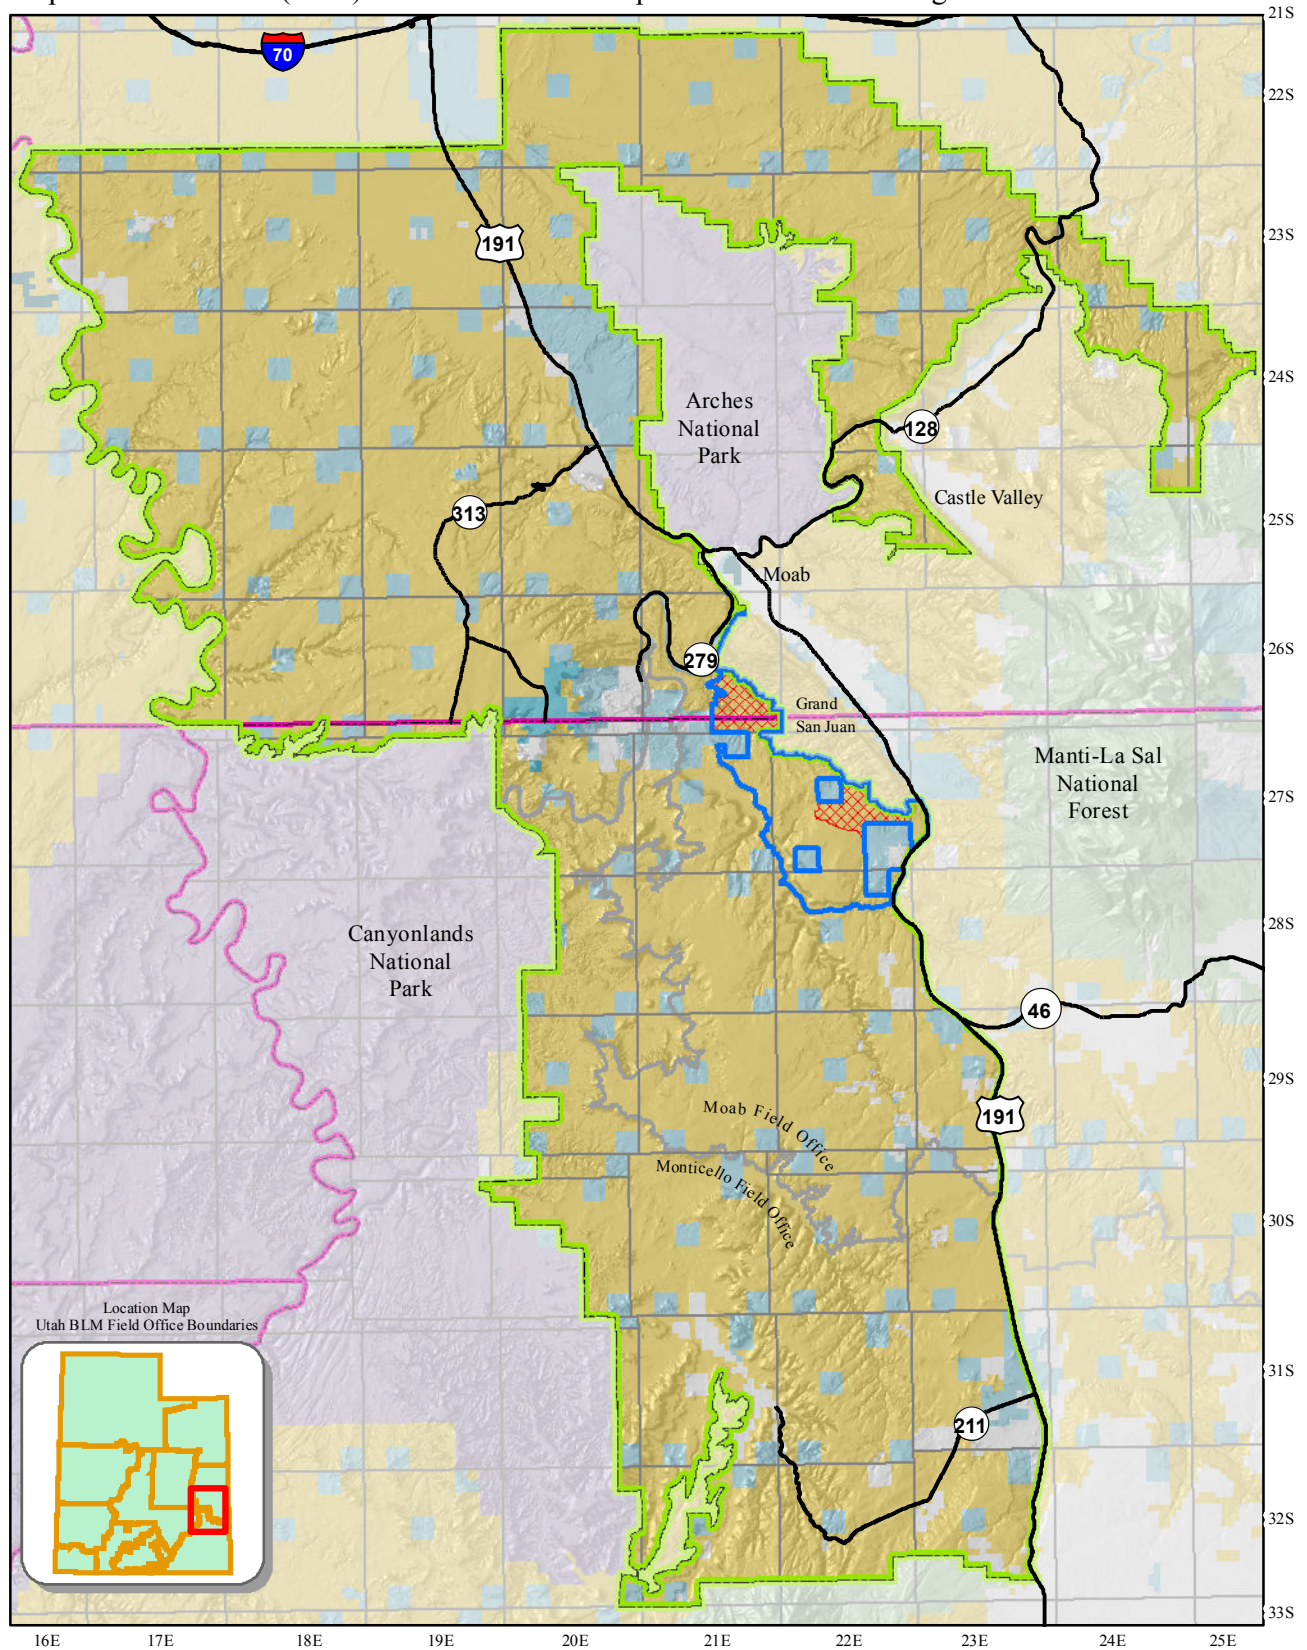 21S
70
22S
191
23S
24S
Arches
National
Park
128
Castle Valley
313
25S
Moab
279
26S
Grand
San Juan
Manti-La Sal
National
Forest
27S
Canyonlands
National
Park
28S
46
29S
Moab Field Office
191
Monticello Field Office
30S
Location Map
Utah BLM Field Office Boundaries
31S
211
32S
33S
16E 17E 18E 19E 20E 21E 22E 23E 24E 25E